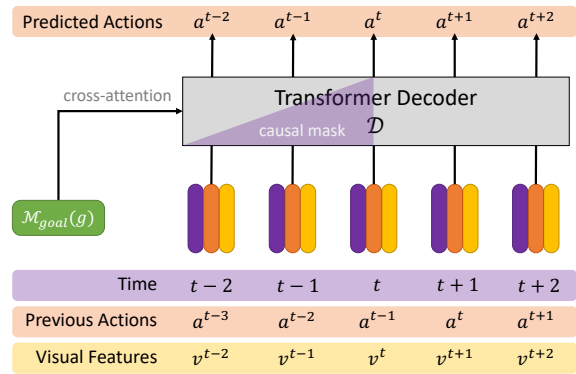 Predicted Actions a^{t-2} a^{t-1} a^{t} a^{t+1} a^{t+2}
cross-attention
Transformer Decoder
causal mask 𝒟
ℳ_{goal}(g)
Time t − 2 t − 1 t t + 1 t + 2
Previous Actions a^{t-3} a^{t-2} a^{t-1} a^{t} a^{t+1}
Visual Features v^{t-2} v^{t-1} v^{t} v^{t+1} v^{t+2}